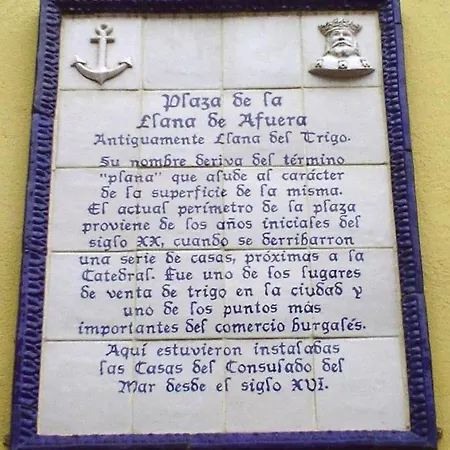 Plaza de la
Llana de Afuera
Antiguamente Llana del Trigo.
Su nombre deriva del término
"plana" que alude al carácter
de la superficie de la misma.
El actual perímetro de la plaza
proviene de los años iniciales del
siglo XX, cuando se derribarron
una serie de casas, próximas a la
Catedral. Fue uno de los lugares
de venta de trigo en la ciudad y
uno de los puntos más
importantes del comercio burgalés.
Aquí estuvieron instaladas
las Casas del Consulado del
Mar desde el siglo XVI.